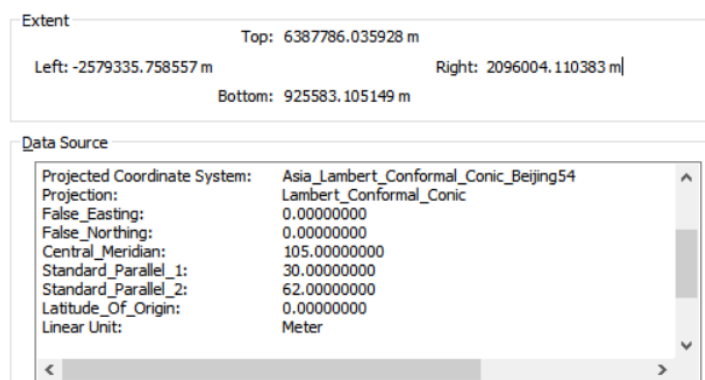 Extent
Top: 6387786.035928 m
Left: -2579335.758557 m Right: 2096004.110383 m
Bottom: 925583.105149 m
Data Source
Projected Coordinate System: Asia_Lambert_Conformal_Conic_Beijing54
Projection: Lambert_Conformal_Conic
False_Easting: 0.00000000
False_Northing: 0.00000000
Central_Meridian: 105.00000000
Standard_Parallel_1: 30.00000000
Standard_Parallel_2: 62.00000000
Latitude_Of_Origin: 0.00000000
Linear Unit: Meter